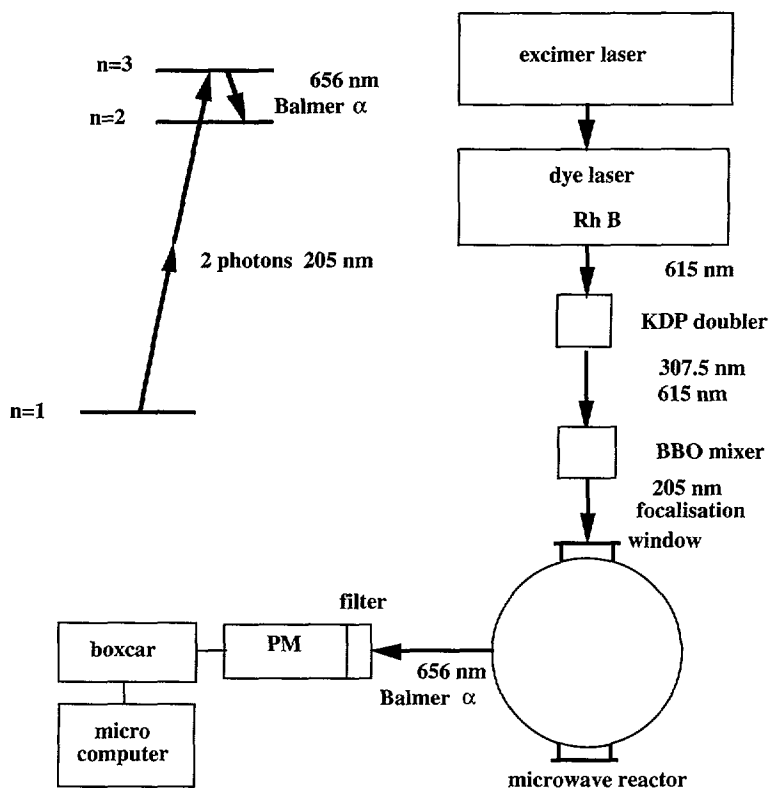 n=3
656 nm
Balmer α
n=2
2 photons 205 nm
n=1
excimer laser
dye laser
Rh B
615 nm
KDP doubler
307.5 nm
615 nm
BBO mixer
205 nm
focalisation
window
filter
PM
boxcar
656 nm
Balmer α
micro
computer
microwave reactor